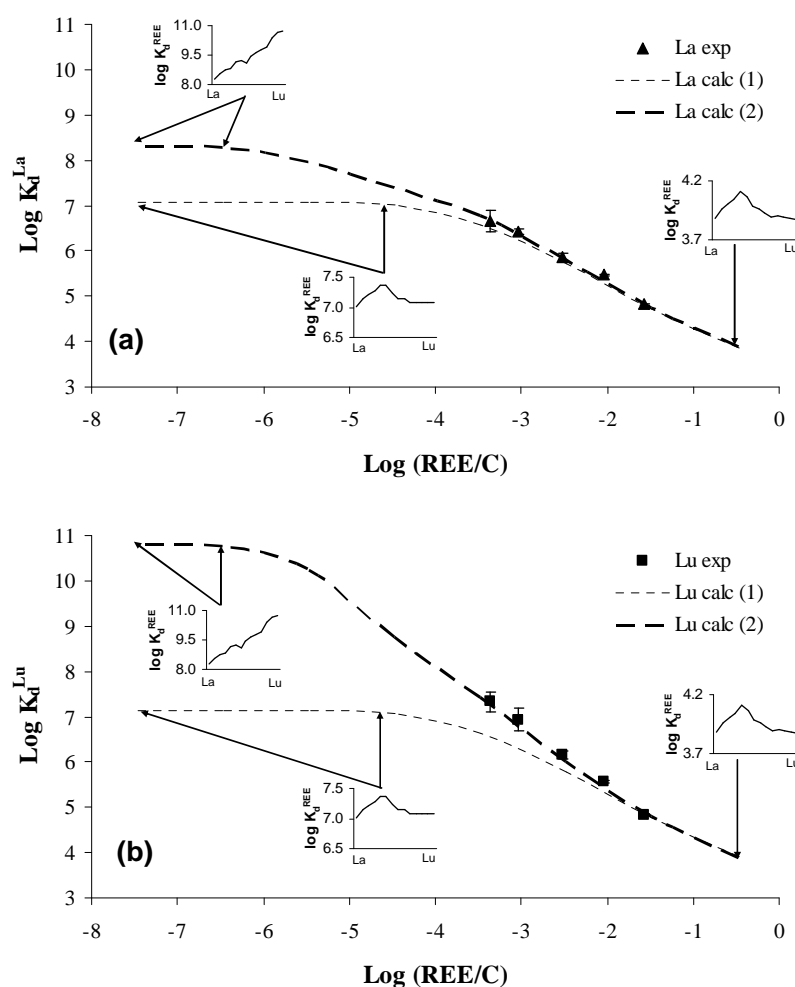 11
10
9
8
7
6
5
4
3
Log K_d^La
11.0
9.5
8.0
log K_d^REE
La
Lu
La exp
La calc (1)
La calc (2)
4.2
3.7
log K_d^REE
La
Lu
7.5
7.0
6.5
log K_d^REE
La
Lu
(a)
-8 -7 -6 -5 -4 -3 -2 -1 0
Log (REE/C)
11
10
9
8
7
6
5
4
3
Log K_d^Lu
Lu exp
Lu calc (1)
Lu calc (2)
11.0
9.5
8.0
log K_d^REE
La
Lu
4.2
3.7
log K_d^REE
La
Lu
7.5
7.0
6.5
log K_d^REE
La
Lu
(b)
-8 -7 -6 -5 -4 -3 -2 -1 0
Log (REE/C)